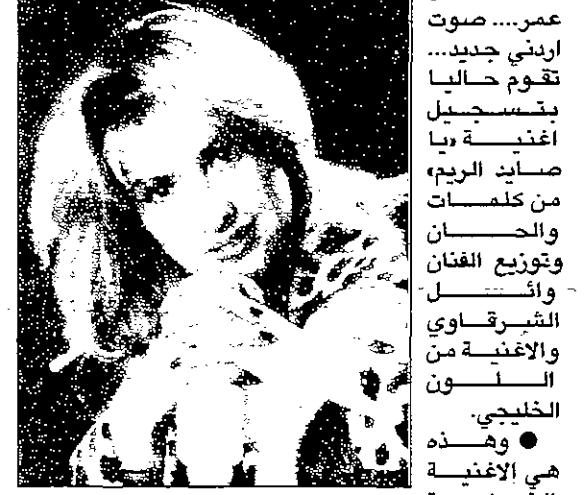 عمر.... صوت
اردني جديد...
تقوم حاليا
بتسجيل
اغنية «يا
صايد الريم»
من كلمات
والحان
وتوزيع الفنان
وائل
الشرقاوي
والاغنية من
اللون
الخليجي.
● وهذه
هي الاغنية